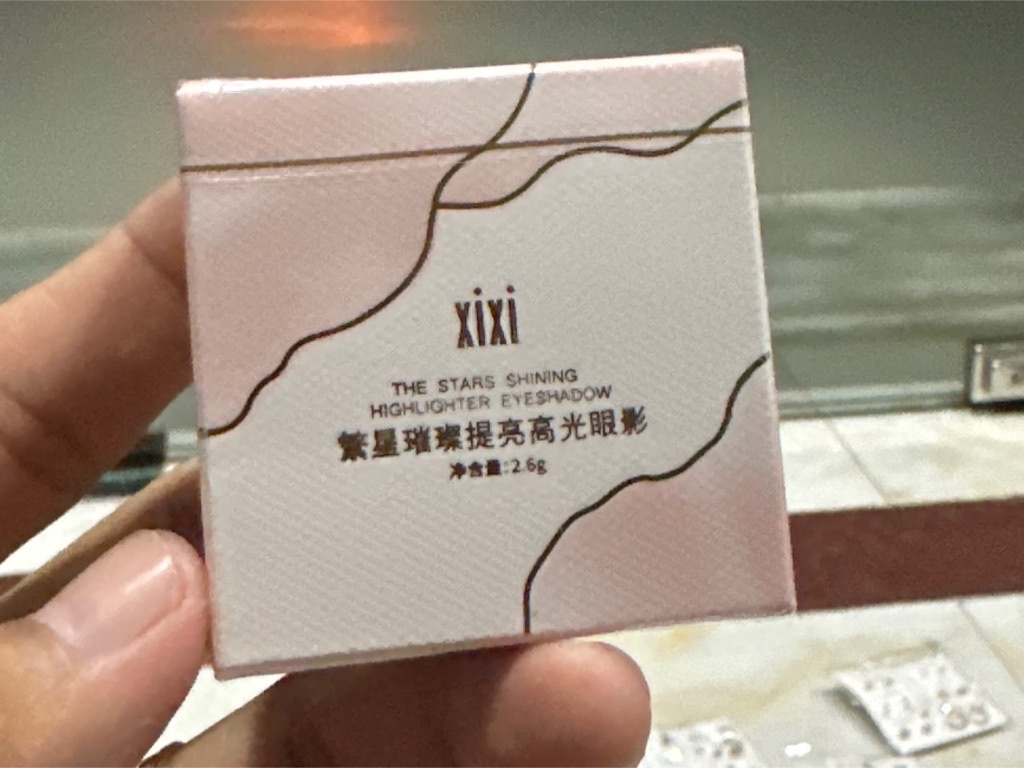 xixi
THE STARS SHINING
HIGHLIGHTER EYESHADOW
繁星璀璨提亮高光眼影
净含量:2.6g